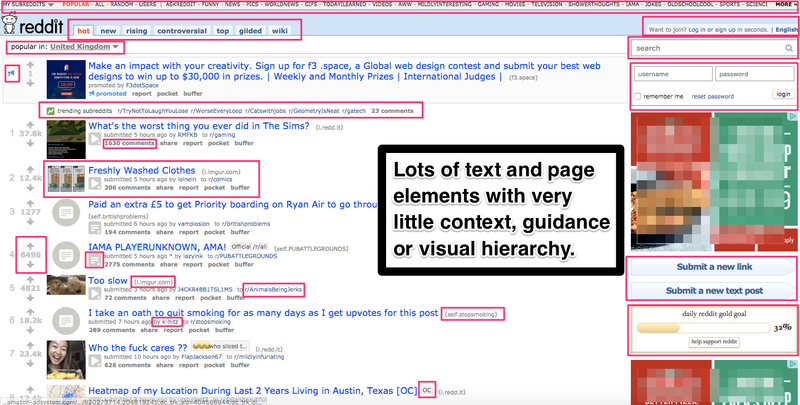 MY SUBREDDITS ▼ POPULAR - ALL - RANDOM - USERS | ASKREDDIT - FUNNY - NEWS - PICS - WORLDNEWS - GIFS - TODAYILEARNED - VIDEOS - AWW - MILDLYINTERESTING - GAMING - MOVIES - TELEVISION - SHOWERTHOUGHTS - IAMA - JOKES - OLDSCHOOLCOOL - SPORTS - SCIENCE MORE »
reddit hot new rising controversial top gilded wiki
Want to join? Log in or sign up in seconds. | English
popular in: United Kingdom ▼
search
1
Make an impact with your creativity. Sign up for f3 .space, a Global web design contest and submit your best web designs to win up to $30,000 in prizes. | Weekly and Monthly Prizes | International Judges | (f3.space)
promoted by F3dotSpace
promoted report pocket buffer
username password
remember me reset password login
trending subreddits r/TryNotToLaughYouLose r/WorseEveryLoop r/Catswithjobs r/GeometryIsNeat r/gatech 23 comments
1 37.8k What's the worst thing you ever did in The Sims? (i.redd.it)
submitted 5 hours ago by RMFKB to r/gaming
1630 comments share report pocket buffer
2 12.4k Freshly Washed Clothes (i.imgur.com)
submitted 5 hours ago by loinein to r/comics
206 comments share report pocket buffer
3 1277 Paid an extra £5 to get Priority boarding on Ryan Air to go throu
(self.britishproblems)
submitted 6 hours ago by vamplosion to r/britishproblems
194 comments share report pocket buffer
4 6496 IAMA PLAYERUNKNOWN, AMA! Official /r/all (self.PUBATTLEGROUNDS)
submitted 5 hours ago * by lazyink to r/PUBATTLEGROUNDS
2775 comments share report pocket buffer
5 4821 Too slow (i.imgur.com)
submitted 3 hours ago by J4CKR4BB1TSL1MS to r/AnimalsBeingJerks
72 comments share report pocket buffer
6 18.2k I take an oath to quit smoking for as many days as I get upvotes for this post (self.stopsmoking)
submitted 7 hours ago by k-hitz to r/stopsmoking
289 comments share report pocket buffer
7 23.4k Who the fuck cares ?? 😂😂😂who sliced t... (i.redd.it)
submitted 10 hours ago by FlapJackson67 to r/mildlyinfuriating
612 comments share report pocket buffer
Heatmap of my Location During Last 2 Years Living in Austin, Texas [OC] OC (i.redd.it)
Lots of text and page
elements with very
little context, guidance
or visual hierarchy.
Submit a new link
Submit a new text post
daily reddit gold goal
32%
help support reddit